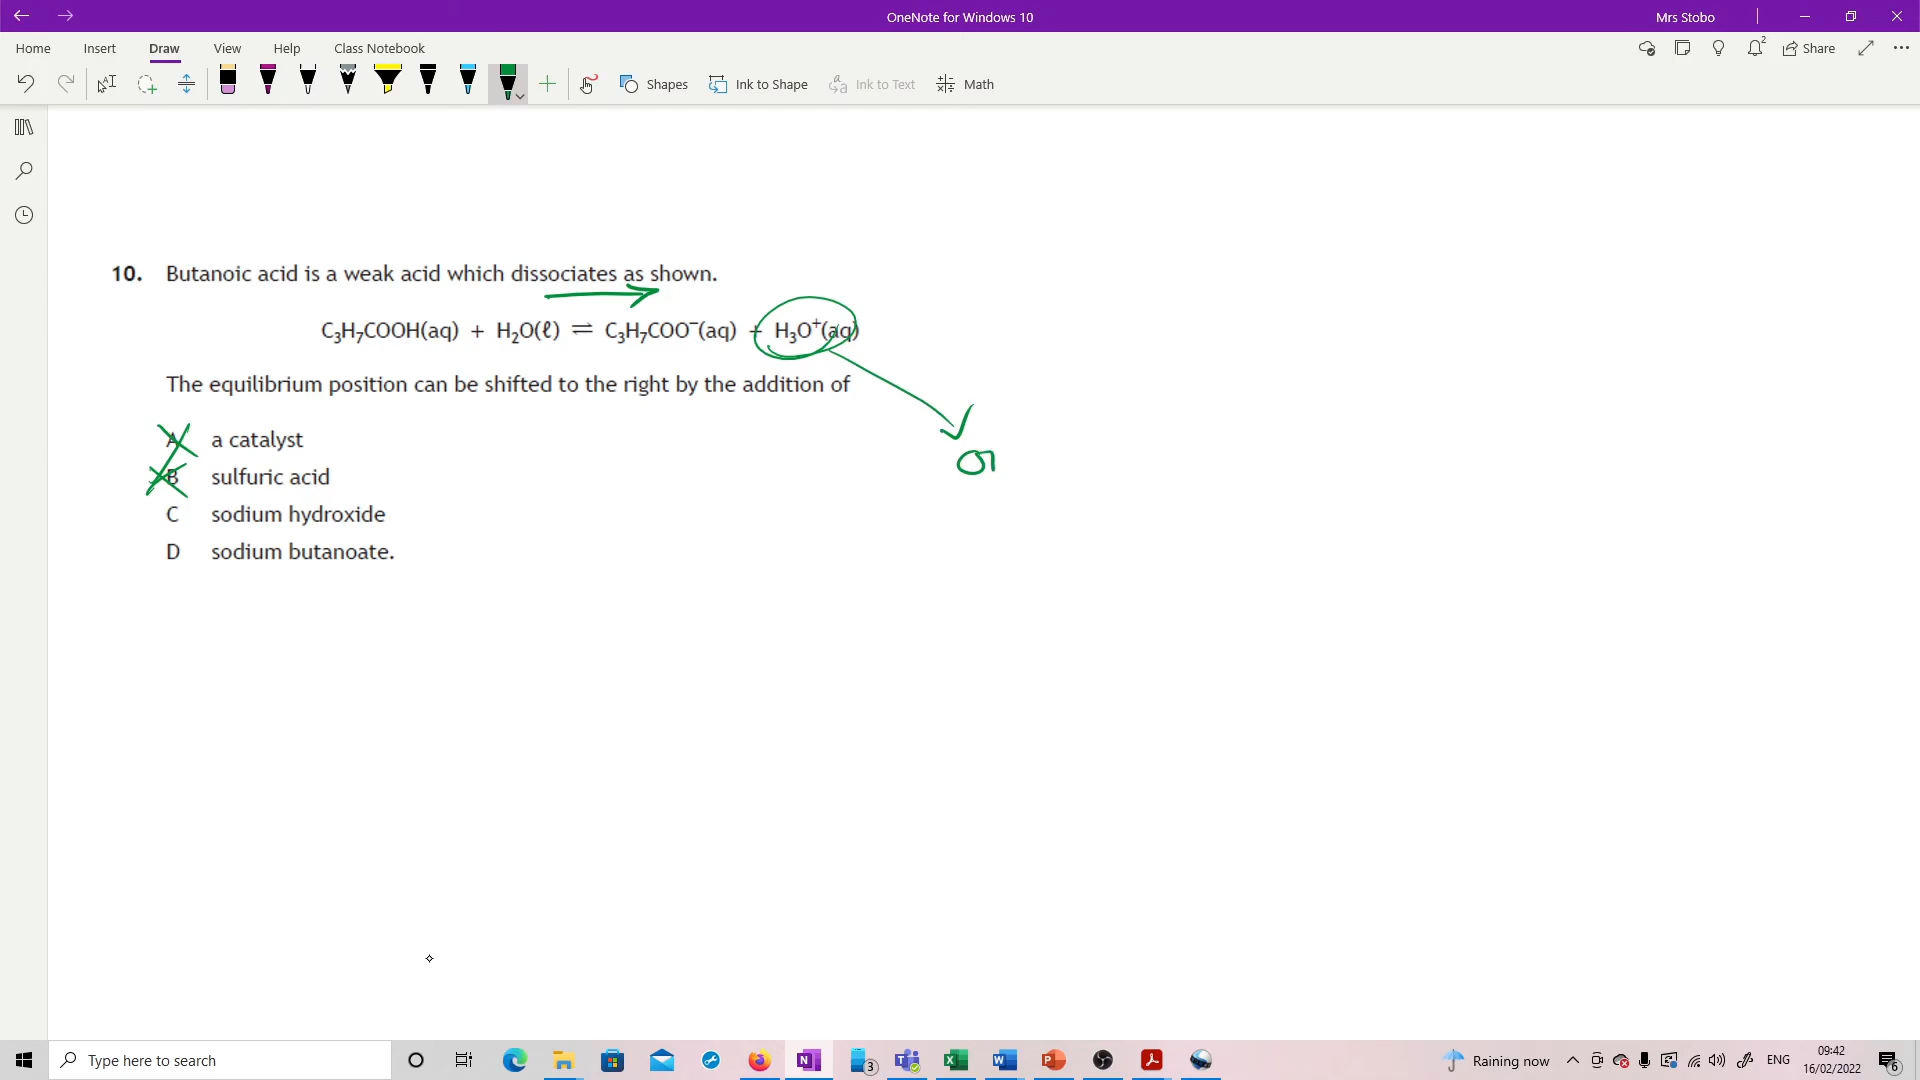 OneNote for Windows 10
Mrs Stobo
Home Insert Draw View Help Class Notebook
2 Share
Shapes Ink to Shape Ink to Text Math
10. Butanoic acid is a weak acid which dissociates as shown.
C₃H₇COOH(aq) + H₂O(ℓ) ⇌ C₃H₇COO⁻(aq) + H₃O⁺(aq)
The equilibrium position can be shifted to the right by the addition of
A a catalyst
B sulfuric acid
C sodium hydroxide
D sodium butanoate.
Type here to search
3
Raining now
ENG
09:42
16/02/2022
6